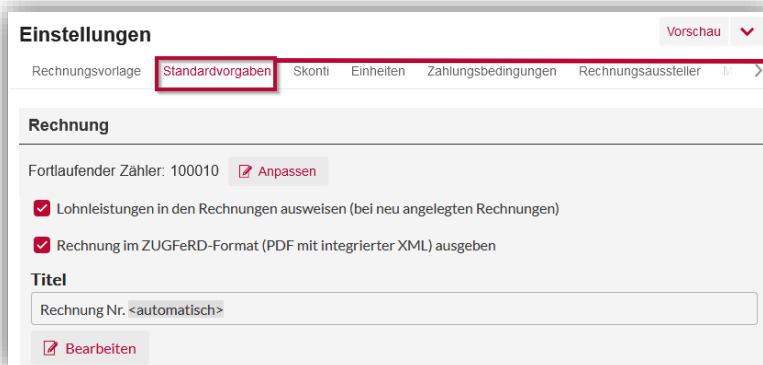 Einstellungen
Vorschau
Rechnungsvorlage Standardvorgaben Skonti Einheiten Zahlungsbedingungen Rechnungsaussteller M
Rechnung
Fortlaufender Zähler: 100010 Anpassen
Lohnleistungen in den Rechnungen ausweisen (bei neu angelegten Rechnungen)
Rechnung im ZUGFeRD-Format (PDF mit integrierter XML) ausgeben
Titel
Rechnung Nr. <automatisch>
Bearbeiten